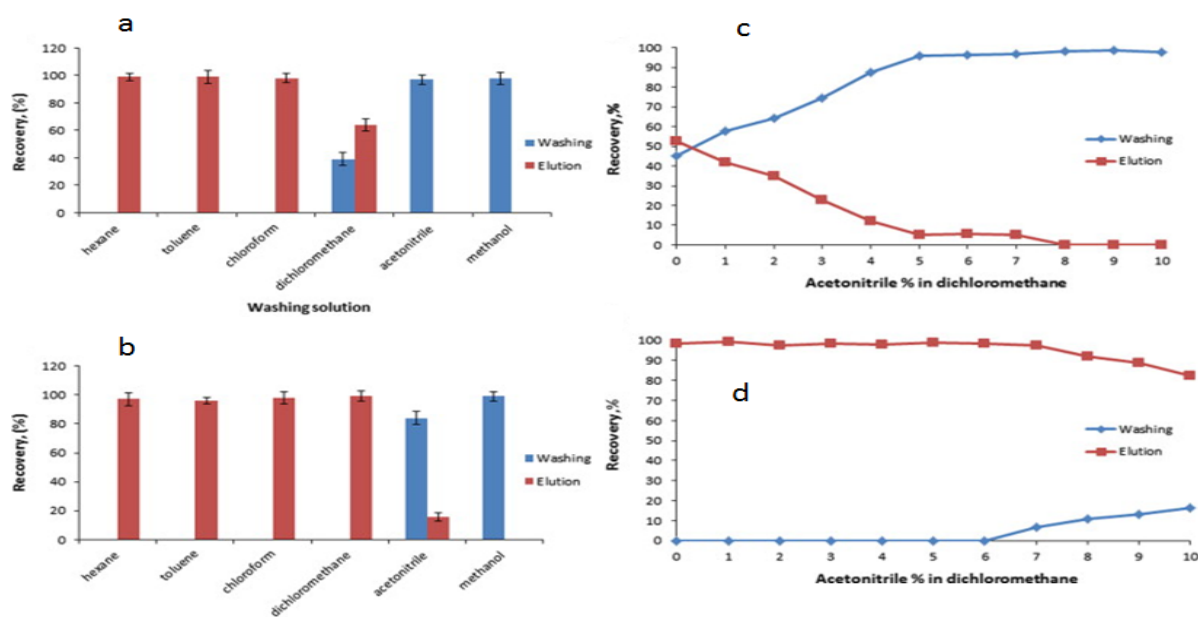 a
120
100
80
60
40
20
0
Recovery, (%)
Washing
Elution
hexane
toluene
chloroform
dichloromethane
acetonitrile
methanol
Washing solution
b
120
100
80
60
40
20
0
Recovery, (%)
Washing
Elution
hexane
toluene
chloroform
dichloromethane
acetonitrile
methanol
c
100
90
80
70
60
50
40
30
20
10
0
Recovery,%
Washing
Elution
0 1 2 3 4 5 6 7 8 9 10
Acetonitrile % in dichloromethane
d
100
90
80
70
60
50
40
30
20
10
0
Recovery,%
Washing
Elution
0 1 2 3 4 5 6 7 8 9 10
Acetonitrile % in dichloromethane